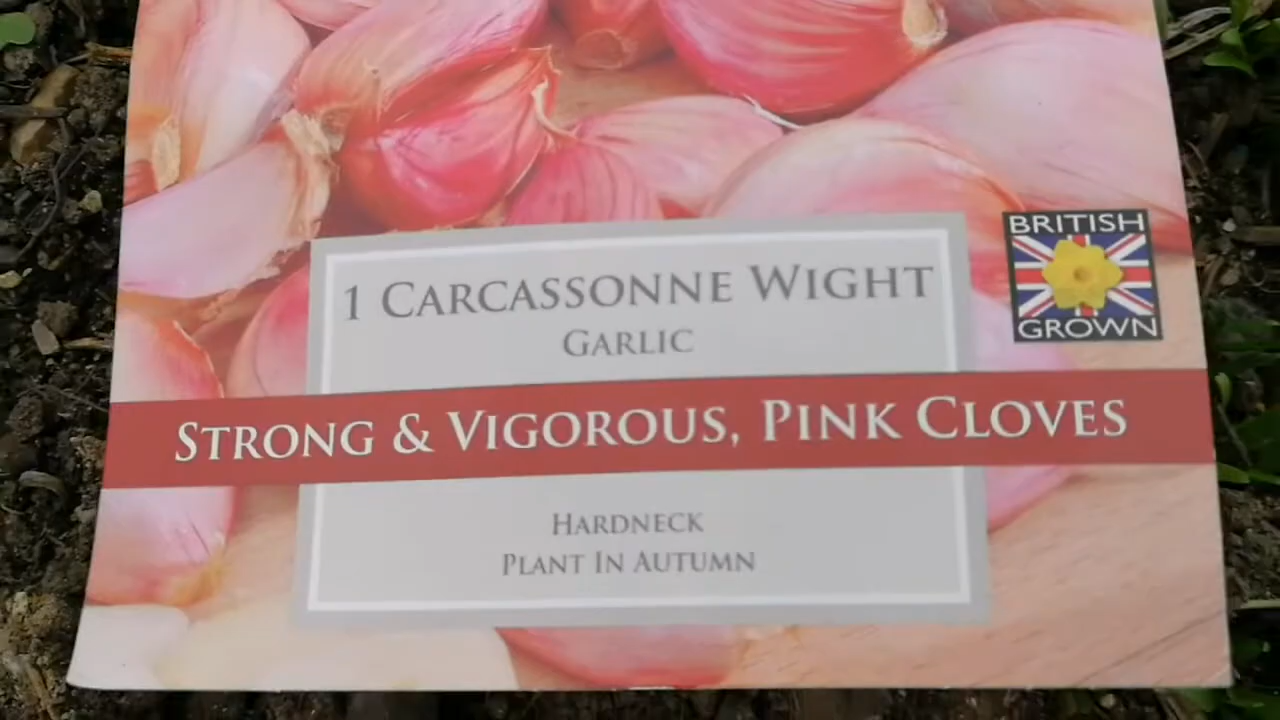 BRITISH
GROWN
1 CARCASSONNE WIGHT
GARLIC
STRONG & VIGOROUS, PINK CLOVES
HARDNECK
PLANT IN AUTUMN